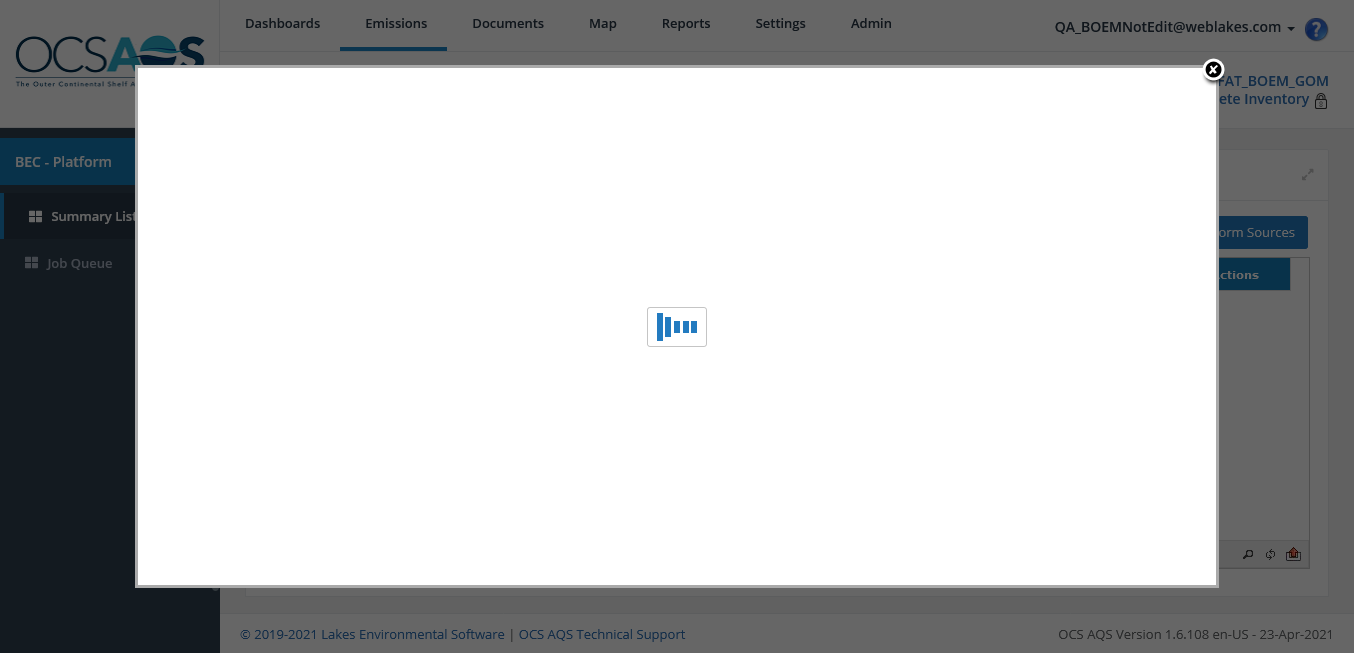 Dashboards
Emissions
Documents
Map
Reports
Settings
Admin
QA_BOEMNotEdit@weblakes.com
?
OCSAQS
The Outer Continental Shelf A
FAT_BOEM_GOM
ete Inventory
BEC - Platform
Summary List
Job Queue
orm Sources
ctions
© 2019-2021 Lakes Environmental Software | OCS AQS Technical Support
OCS AQS Version 1.6.108 en-US - 23-Apr-2021